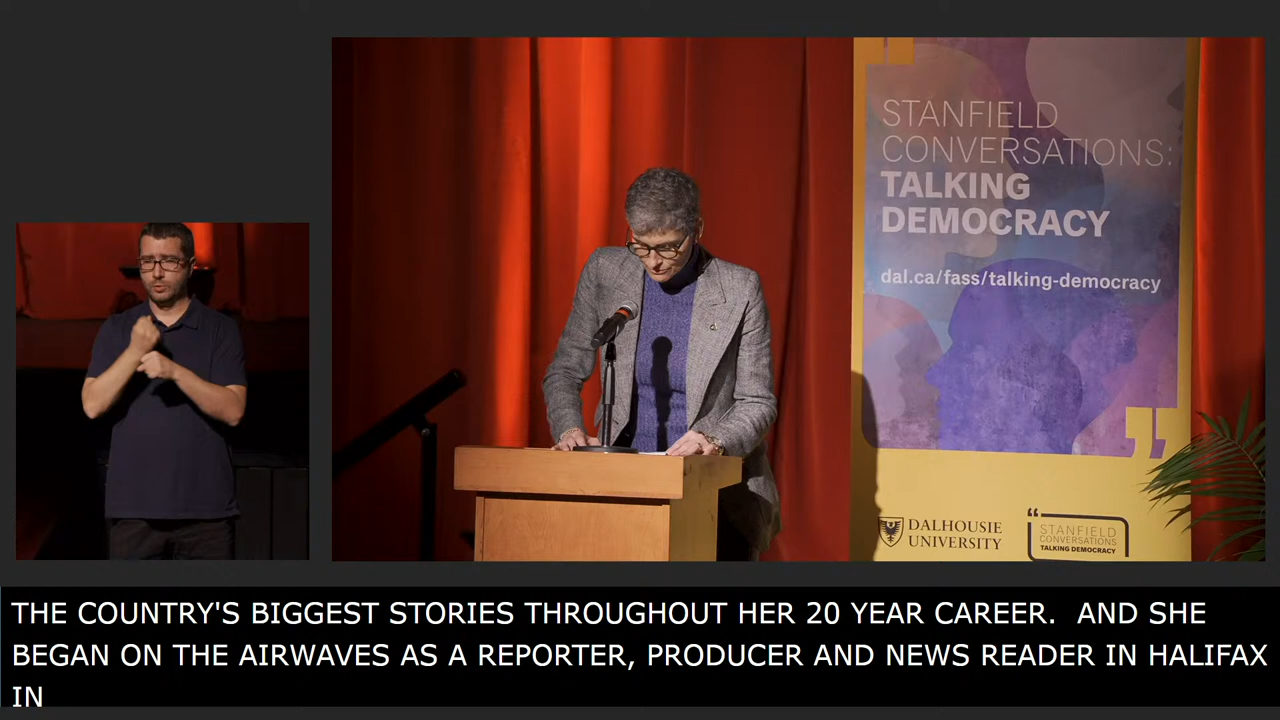 STANFIELD
CONVERSATIONS:
TALKING
DEMOCRACY
dal.ca/fass/talking-democracy
DALHOUSIE
UNIVERSITY
STANFIELD
CONVERSATIONS
TALKING DEMOCRACY
THE COUNTRY'S BIGGEST STORIES THROUGHOUT HER 20 YEAR CAREER.  AND SHE
BEGAN ON THE AIRWAVES AS A REPORTER, PRODUCER AND NEWS READER IN HALIFAX
IN